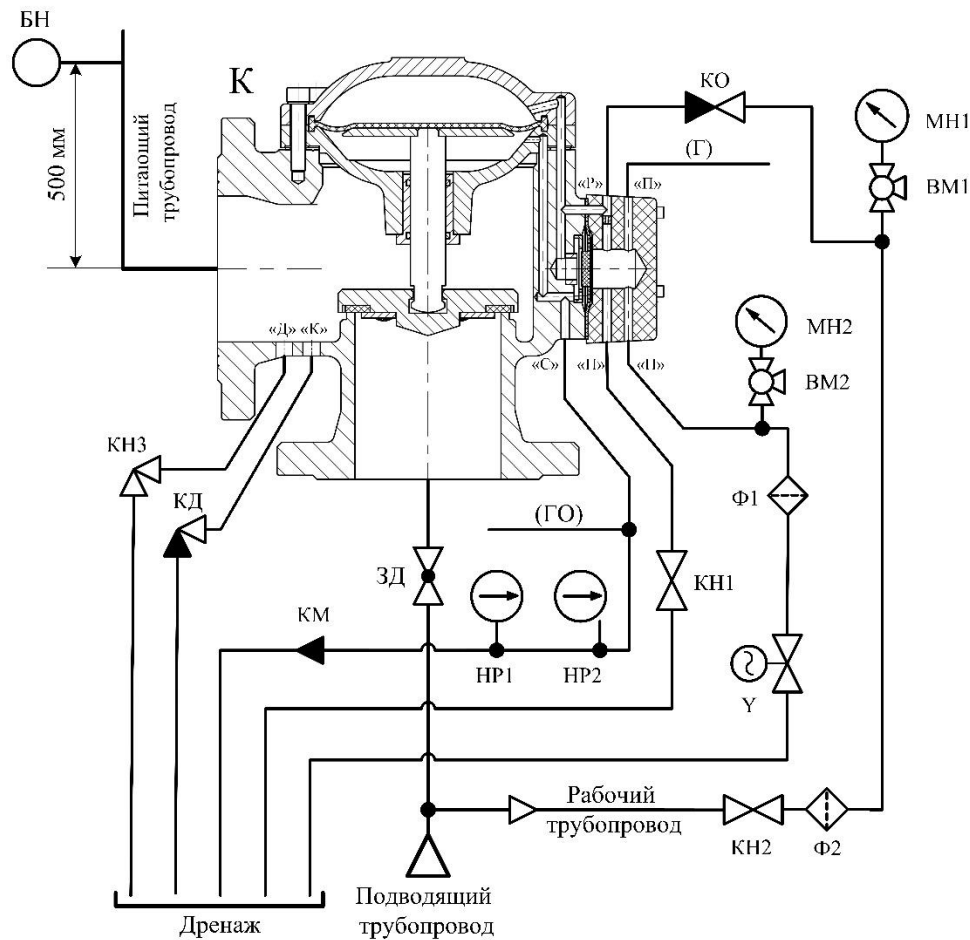 БН
К
500 мм
Питающий
трубопровод
КО
МН1
(Г)
ВМ1
«Р»
«П»
МН2
ВМ2
«Д»
«К»
«С»
«П»
«П»
КН3
КД
Ф1
(ГО)
ЗД
КН1
КМ
НР1
НР2
Y
Рабочий
трубопровод
КН2
Ф2
Подводящий
трубопровод
Дренаж